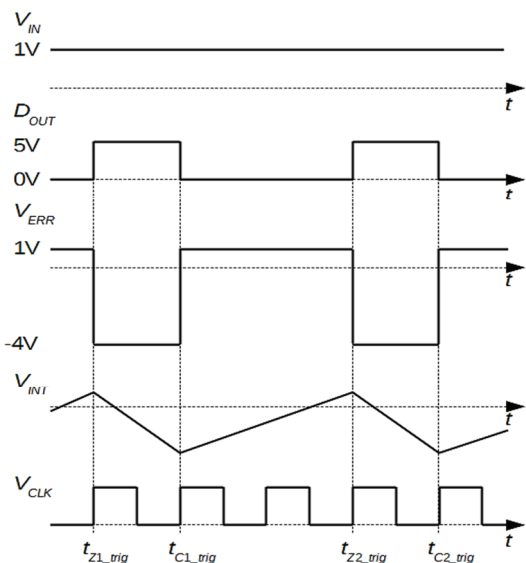 V_IN
1V
t
D_OUT
5V
0V
t
V_ERR
1V
t
-4V
V_INT
t
V_CLK
t
t_Z1_trig t_C1_trig t_Z2_trig t_C2_trig